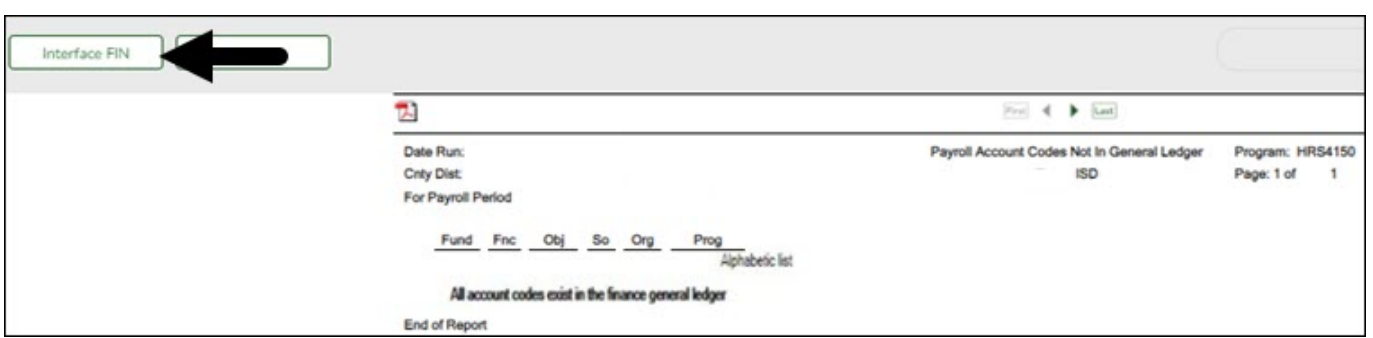 Interface FIN
First Last
Date Run: Payroll Account Codes Not In General Ledger Program: HRS4150
Cnty Dist: ISD Page: 1 of 1
For Payroll Period
Fund Fnc Obj So Org Prog
Alphabetic list
All account codes exist in the finance general ledger
End of Report